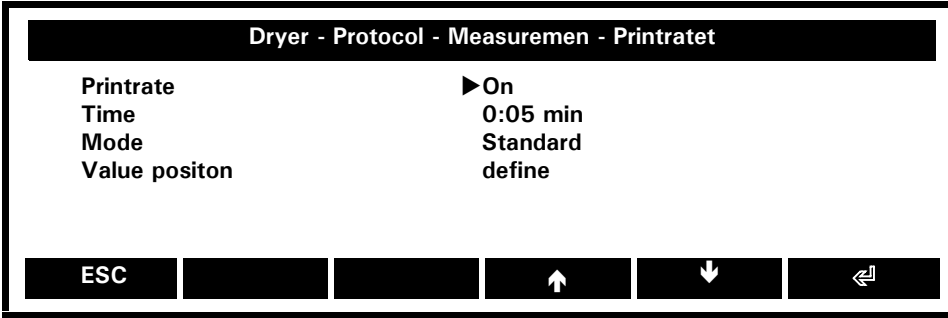 Dryer - Protocol - Measuremen - Printratet
Printrate ▶On
Time 0:05 min
Mode Standard
Value positon define
ESC ↑ ↓ ⏎